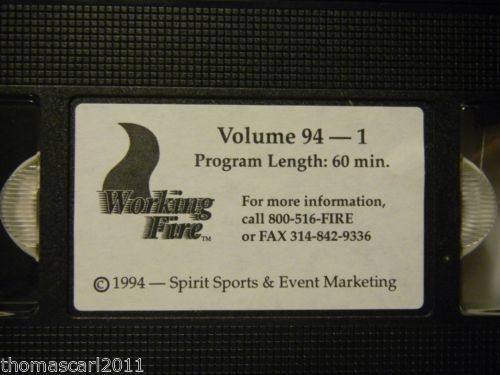 Volume 94 — 1
Program Length: 60 min.
Working
Fire™
For more information,
call 800-516-FIRE
or FAX 314-842-9336
© 1994 — Spirit Sports & Event Marketing
thomascarl2011